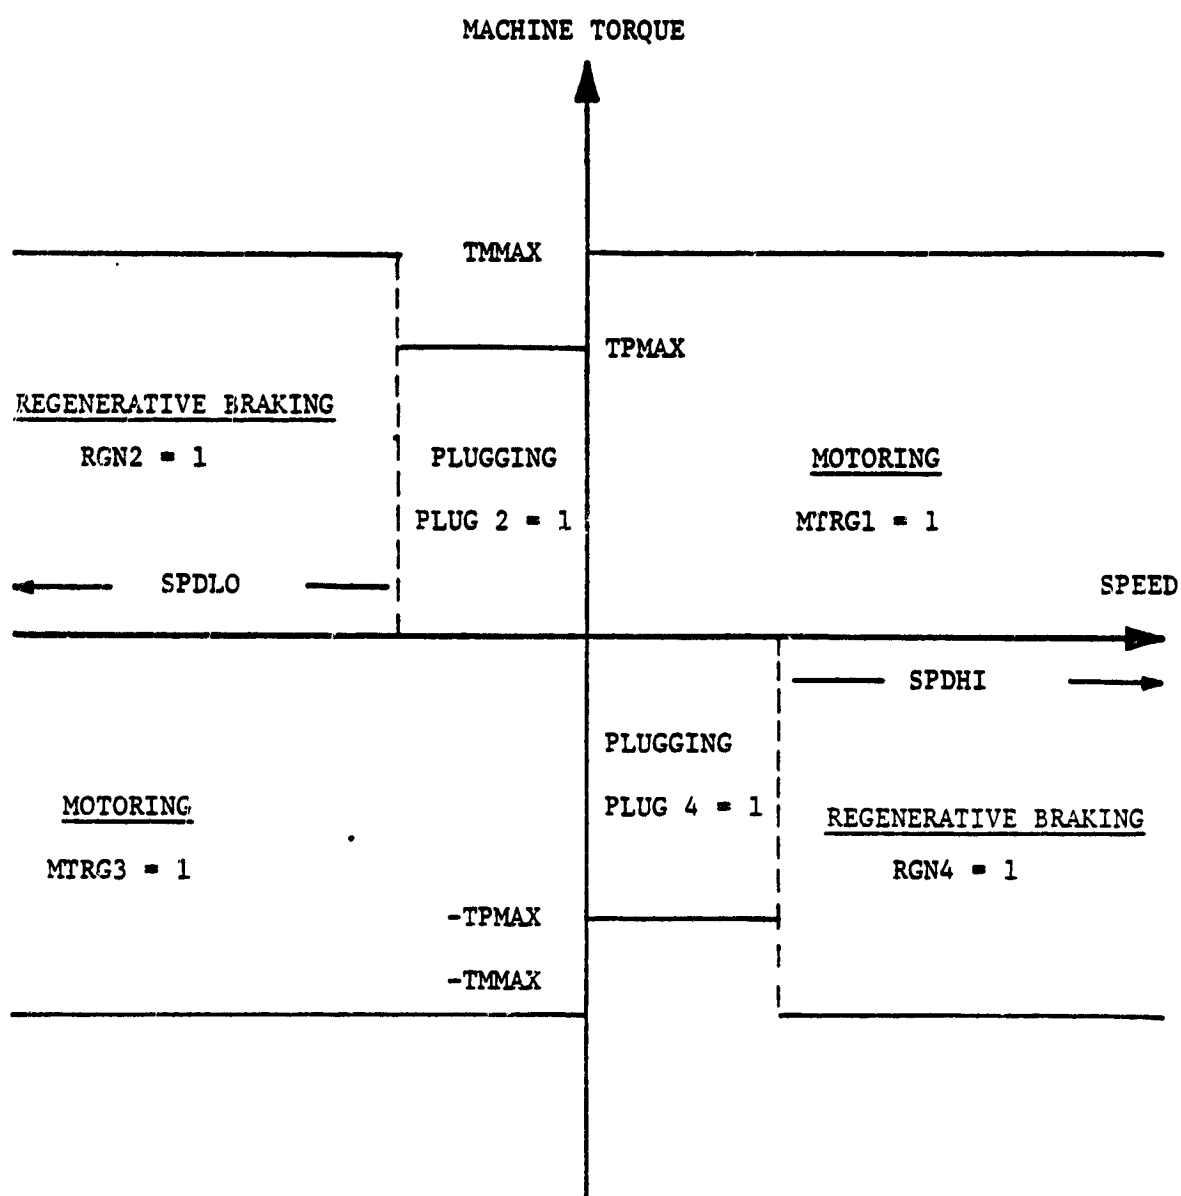 MACHINE TORQUE
TMMAX
TPMAX
REGENERATIVE BRAKING
RGN2 = 1
PLUGGING
PLUG 2 = 1
MOTORING
MTRG1 = 1
SPDLO
SPEED
SPDHI
PLUGGING
PLUG 4 = 1
MOTORING
MTRG3 = 1
REGENERATIVE BRAKING
RGN4 = 1
-TPMAX
-TMMAX